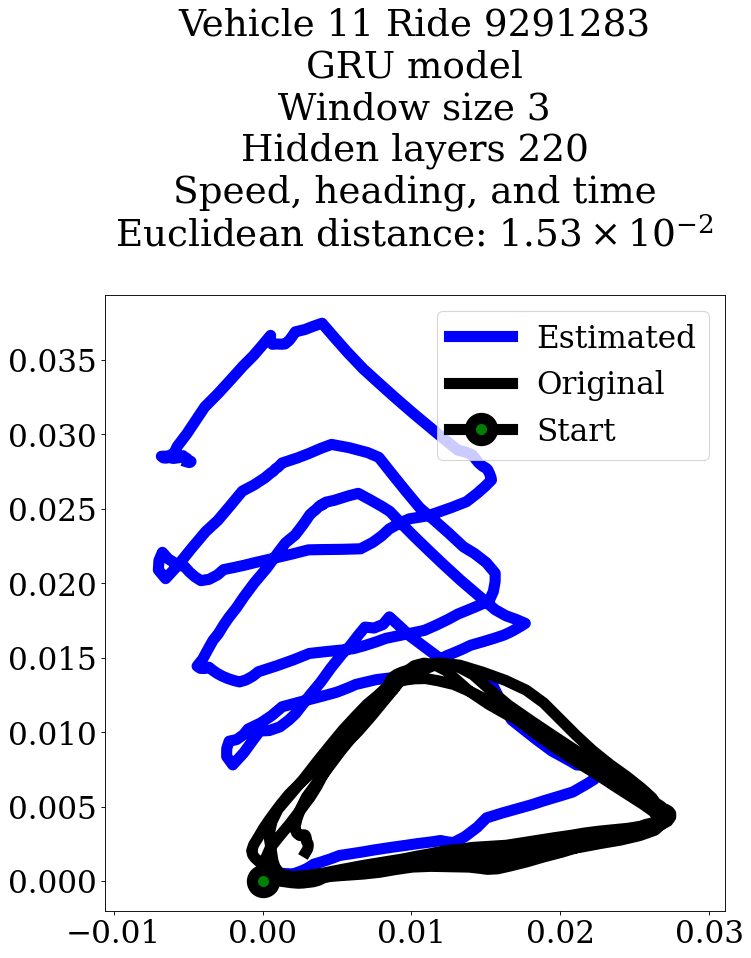 Vehicle 11 Ride 9291283
GRU model
Window size 3
Hidden layers 220
Speed, heading, and time
Euclidean distance: 1.53 × 10⁻²
Estimated
Original
Start
0.035
0.030
0.025
0.020
0.015
0.010
0.005
0.000
−0.01 0.00 0.01 0.02 0.03